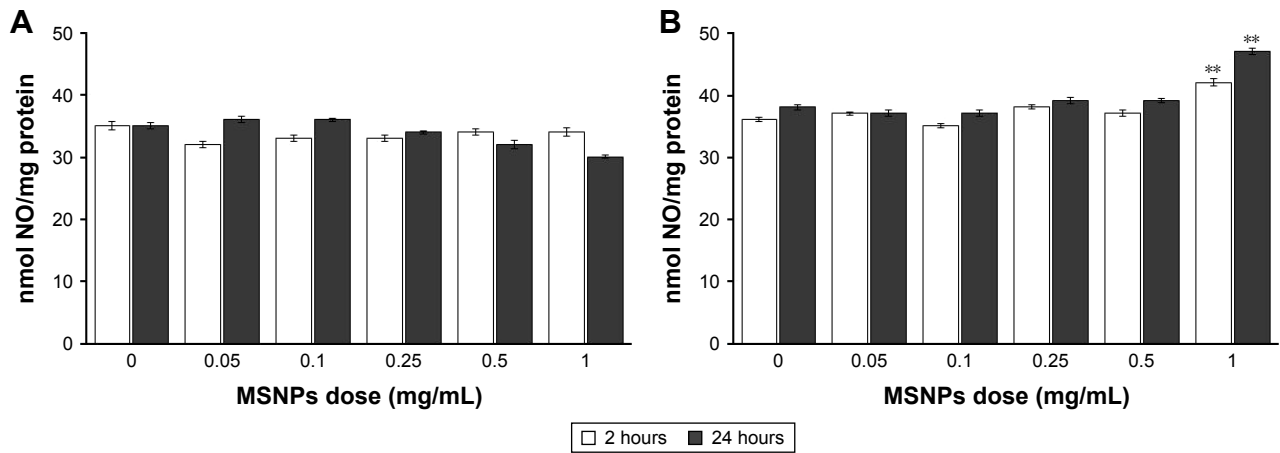 A
50
40
30
20
10
0
nmol NO/mg protein
0 0.05 0.1 0.25 0.5 1
MSNPs dose (mg/mL)
B
50
40
30
20
10
0
nmol NO/mg protein
**
**
0 0.05 0.1 0.25 0.5 1
MSNPs dose (mg/mL)
2 hours 24 hours